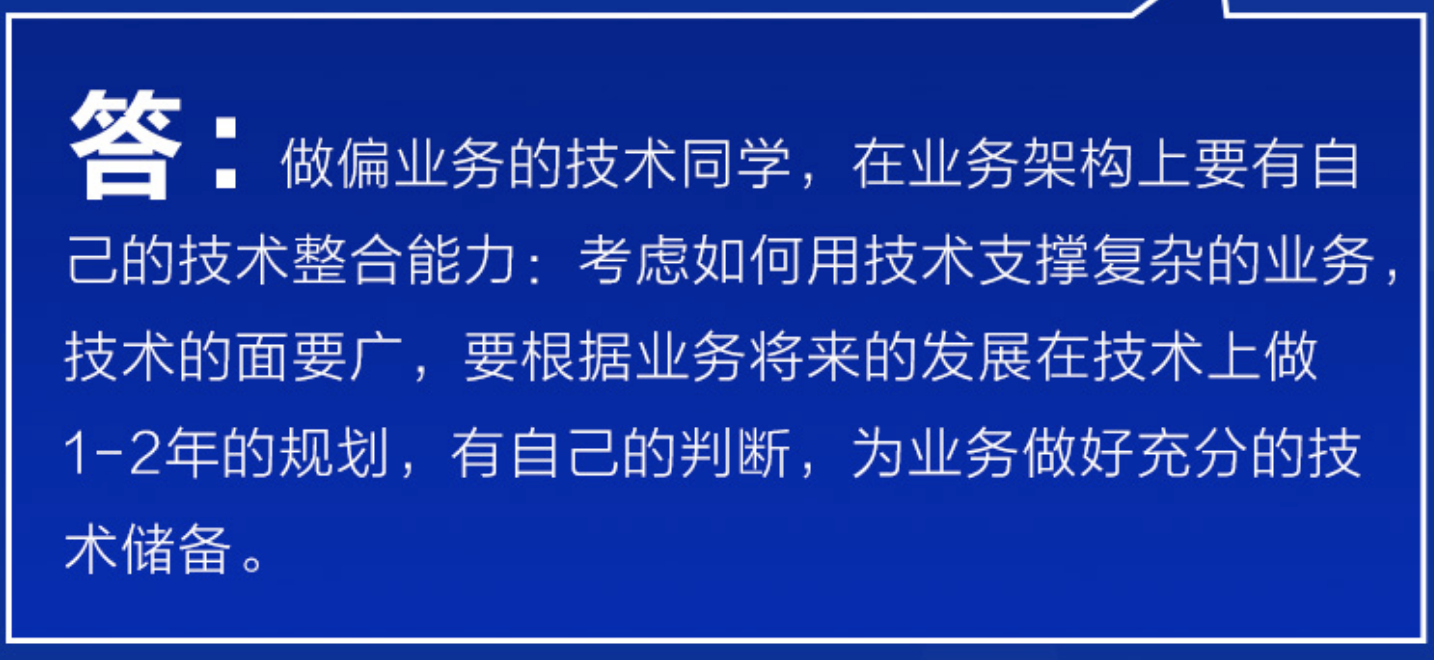 答：做偏业务的技术同学，在业务架构上要有自
己的技术整合能力：考虑如何用技术支撑复杂的业务，
技术的面要广，要根据业务将来的发展在技术上做
1-2年的规划，有自己的判断，为业务做好充分的技
术储备。